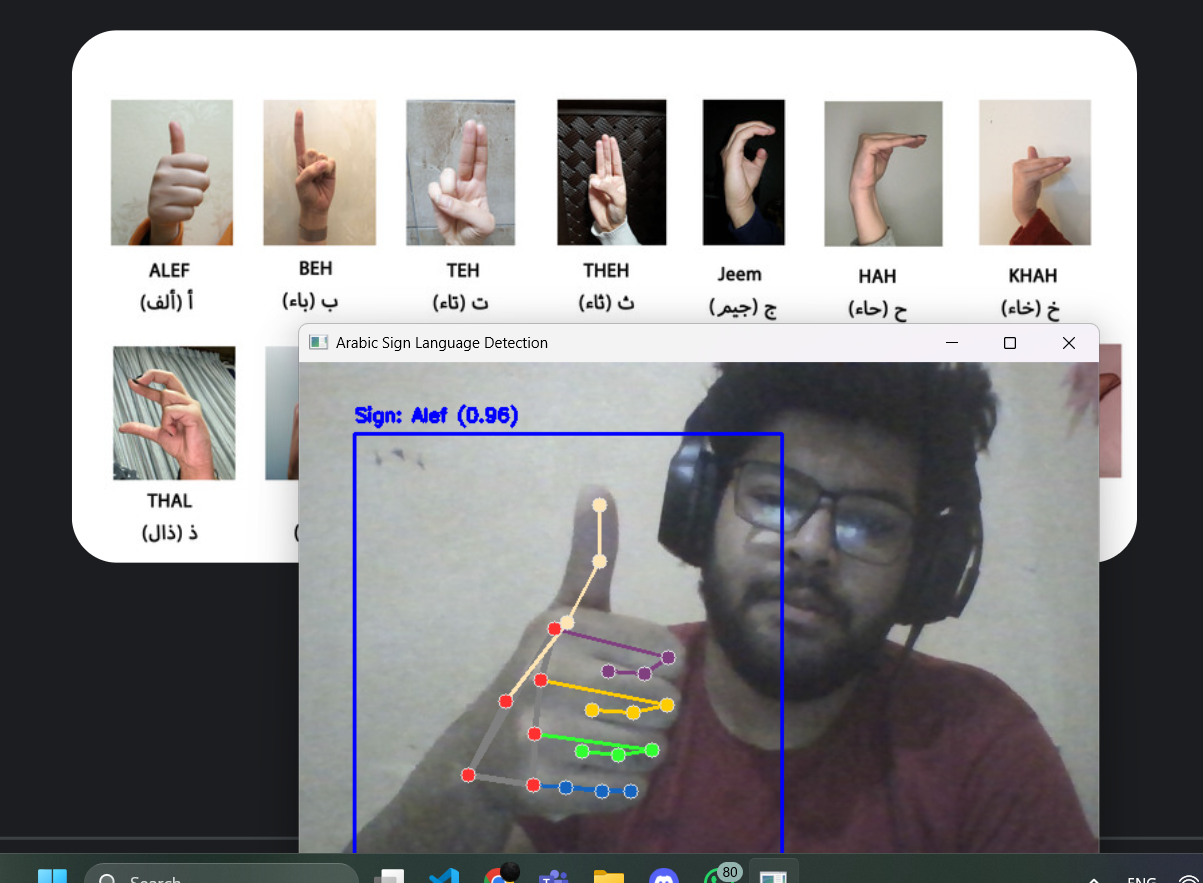 ALEF
أ (ألف)
BEH
ب (باء)
TEH
ت (تاء)
THEH
ث (ثاء)
Jeem
ج (جيم)
HAH
ح (حاء)
KHAH
خ (خاء)
THAL
ذ (ذال)
Arabic Sign Language Detection
Sign: Alef (0.96)
Search
80
ENG